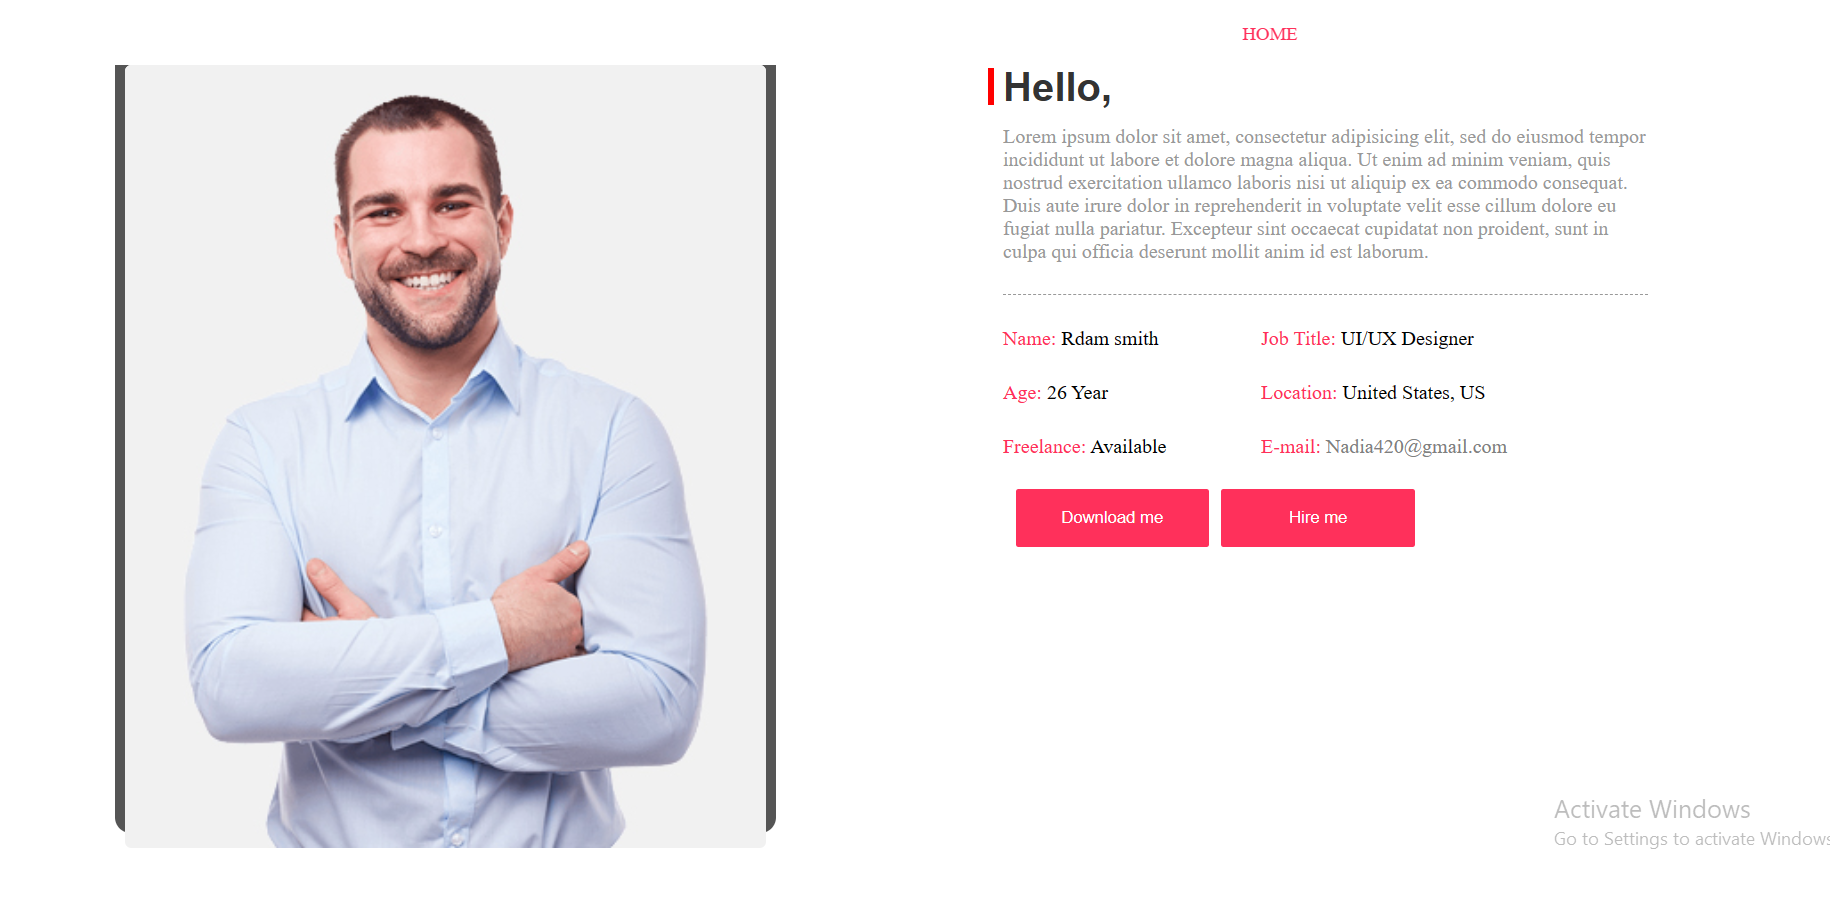 HOME
Hello,
Lorem ipsum dolor sit amet, consectetur adipisicing elit, sed do eiusmod tempor
incididunt ut labore et dolore magna aliqua. Ut enim ad minim veniam, quis
nostrud exercitation ullamco laboris nisi ut aliquip ex ea commodo consequat.
Duis aute irure dolor in reprehenderit in voluptate velit esse cillum dolore eu
fugiat nulla pariatur. Excepteur sint occaecat cupidatat non proident, sunt in
culpa qui officia deserunt mollit anim id est laborum.
Name: Rdam smith Job Title: UI/UX Designer
Age: 26 Year Location: United States, US
Freelance: Available E-mail: Nadia420@gmail.com
Download me Hire me
Activate Windows
Go to Settings to activate Windows